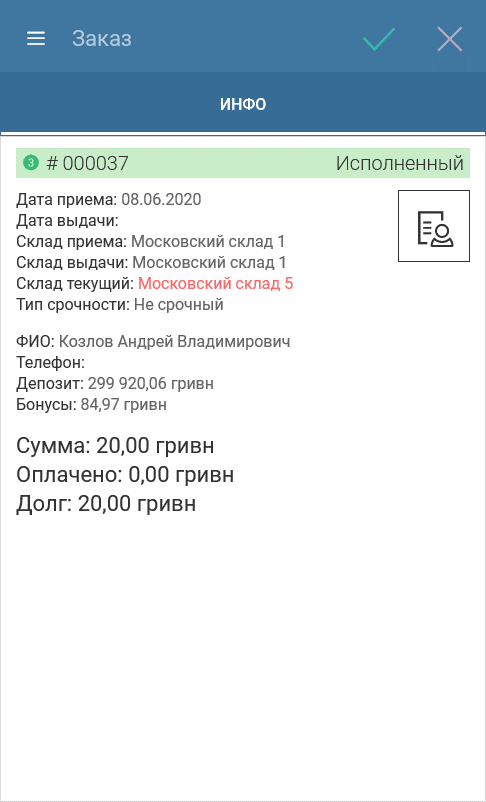 Заказ
ИНФО
3 # 000037 Исполненный
Дата приема: 08.06.2020
Дата выдачи:
Склад приема: Московский склад 1
Склад выдачи: Московский склад 1
Склад текущий: Московский склад 5
Тип срочности: Не срочный
ФИО: Козлов Андрей Владимирович
Телефон:
Депозит: 299 920,06 гривн
Бонусы: 84,97 гривн
Сумма: 20,00 гривн
Оплачено: 0,00 гривн
Долг: 20,00 гривн